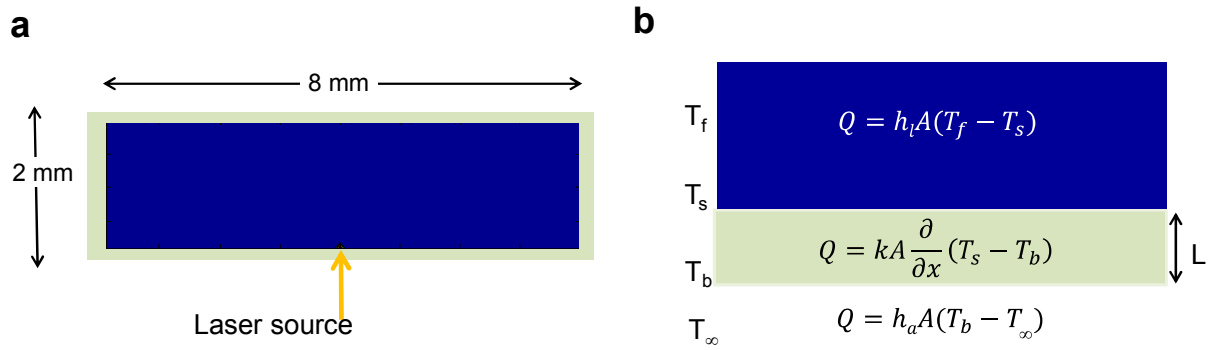 a
8 mm
2 mm
Laser source
b
T_f
Q = h_l A(T_f − T_s)
T_s
Q = kA ∂/∂x (T_s − T_b)
L
T_b
Q = h_a A(T_b − T_∞)
T_∞